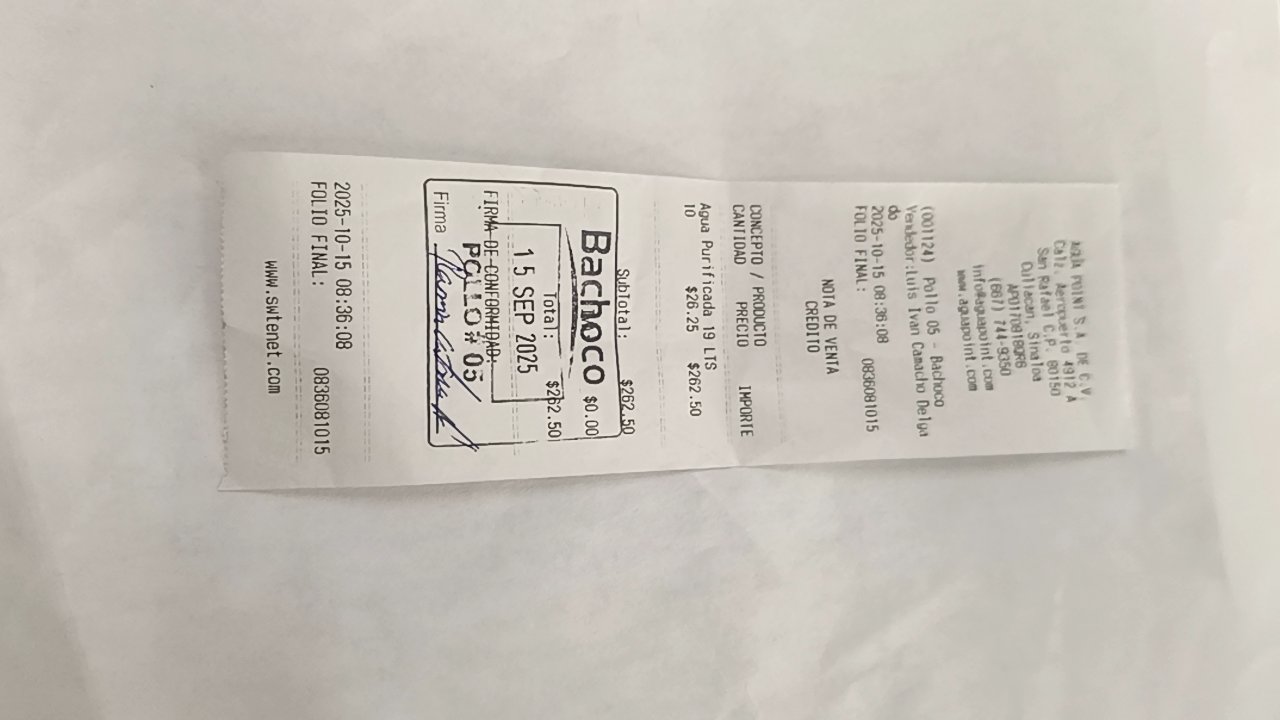 AGUA POINT S.A. DE C.V.
Calz. Aeropuerto 4912 A
San Rafael C.P. 80150
Culiacan, Sinaloa
(667) 744-9350
info@aguapoint.com
www.aguapoint.com
(001124) Pollo 05 - Bachoco
Vendedor:Luis Ivan Camacho Delga
do
2025-10-15 08:36:08
FOLIO FINAL: 0836081015
NOTA DE VENTA
CREDITO
CONCEPTO / PRODUCTO
CANTIDAD PRECIO IMPORTE
Agua Purificada 19 LTS
10 $26.25 $262.50
SubTotal: $262.50
Bachoco $0.00
Total: $262.50
15 SEP 2025
FIRMA DE CONFORMIDAD:
POLLO # 05
Firma
2025-10-15 08:36:08
FOLIO FINAL: 0836081015
www.swtenet.com